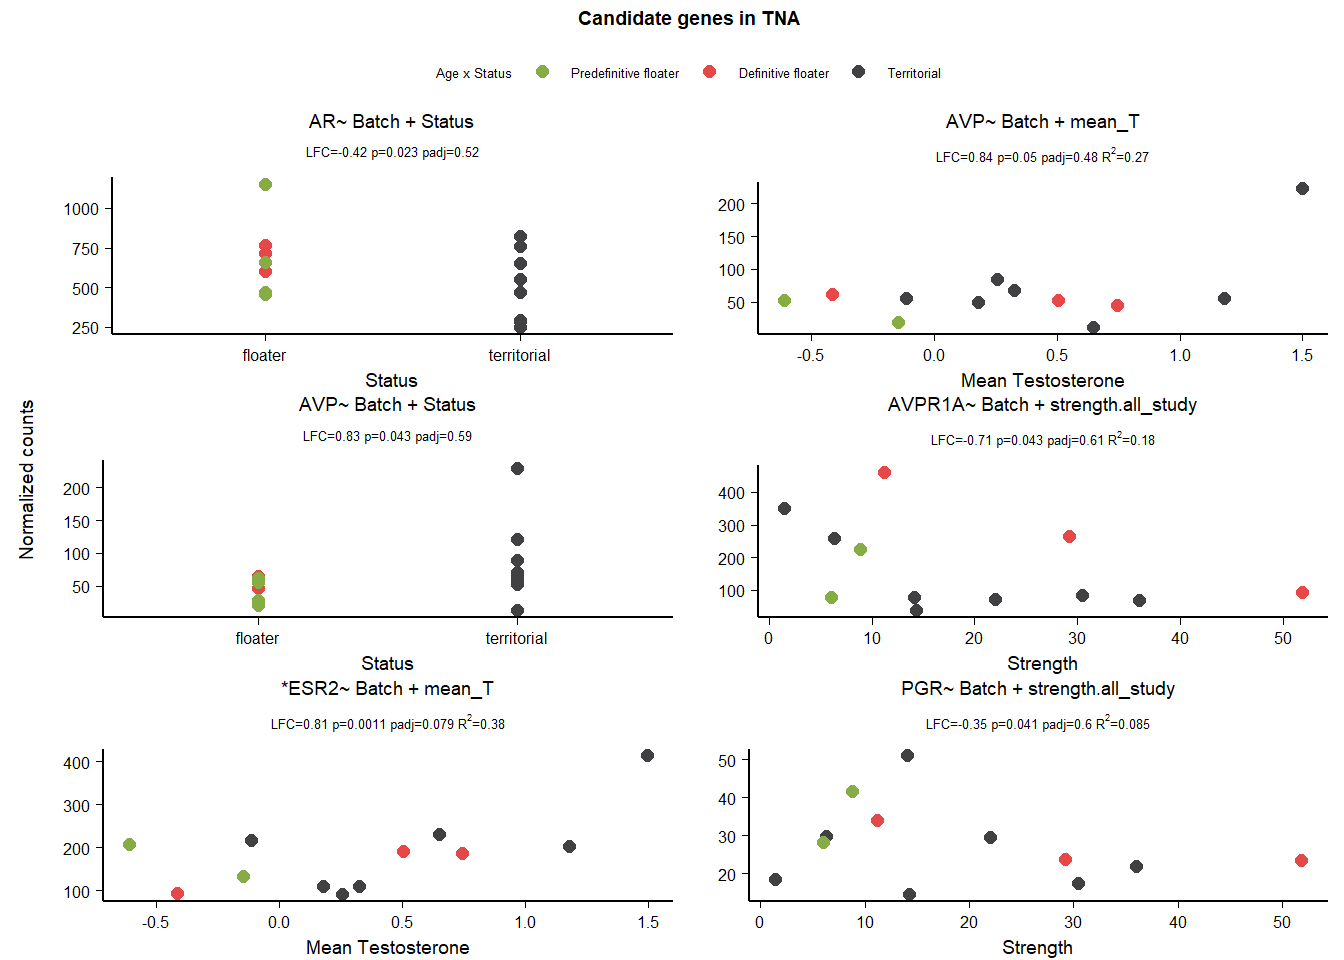 Candidate genes in TNA
Age x Status Predefinitive floater Definitive floater Territorial
Normalized counts
AR~ Batch + Status
LFC=-0.42 p=0.023 padj=0.52
1000
750
500
250
floater territorial
Status
AVP~ Batch + mean_T
LFC=0.84 p=0.05 padj=0.48 R²=0.27
200
150
100
50
-0.5 0.0 0.5 1.0 1.5
Mean Testosterone
AVP~ Batch + Status
LFC=0.83 p=0.043 padj=0.59
200
150
100
50
floater territorial
Status
AVPR1A~ Batch + strength.all_study
LFC=-0.71 p=0.043 padj=0.61 R²=0.18
400
300
200
100
0 10 20 30 40 50
Strength
*ESR2~ Batch + mean_T
LFC=0.81 p=0.0011 padj=0.079 R²=0.38
400
300
200
100
-0.5 0.0 0.5 1.0 1.5
Mean Testosterone
PGR~ Batch + strength.all_study
LFC=-0.35 p=0.041 padj=0.6 R²=0.085
50
40
30
20
0 10 20 30 40 50
Strength